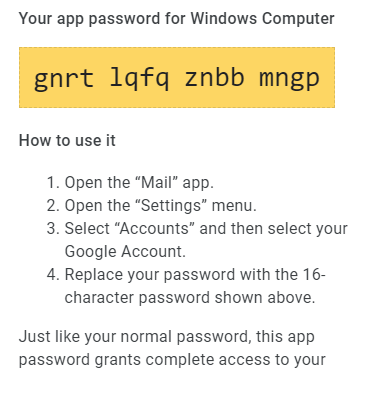 Your app password for Windows Computer
gnrt lqfq znbb mngp
How to use it
1. Open the “Mail” app.
2. Open the “Settings” menu.
3. Select “Accounts” and then select your
Google Account.
4. Replace your password with the 16-
character password shown above.
Just like your normal password, this app
password grants complete access to your